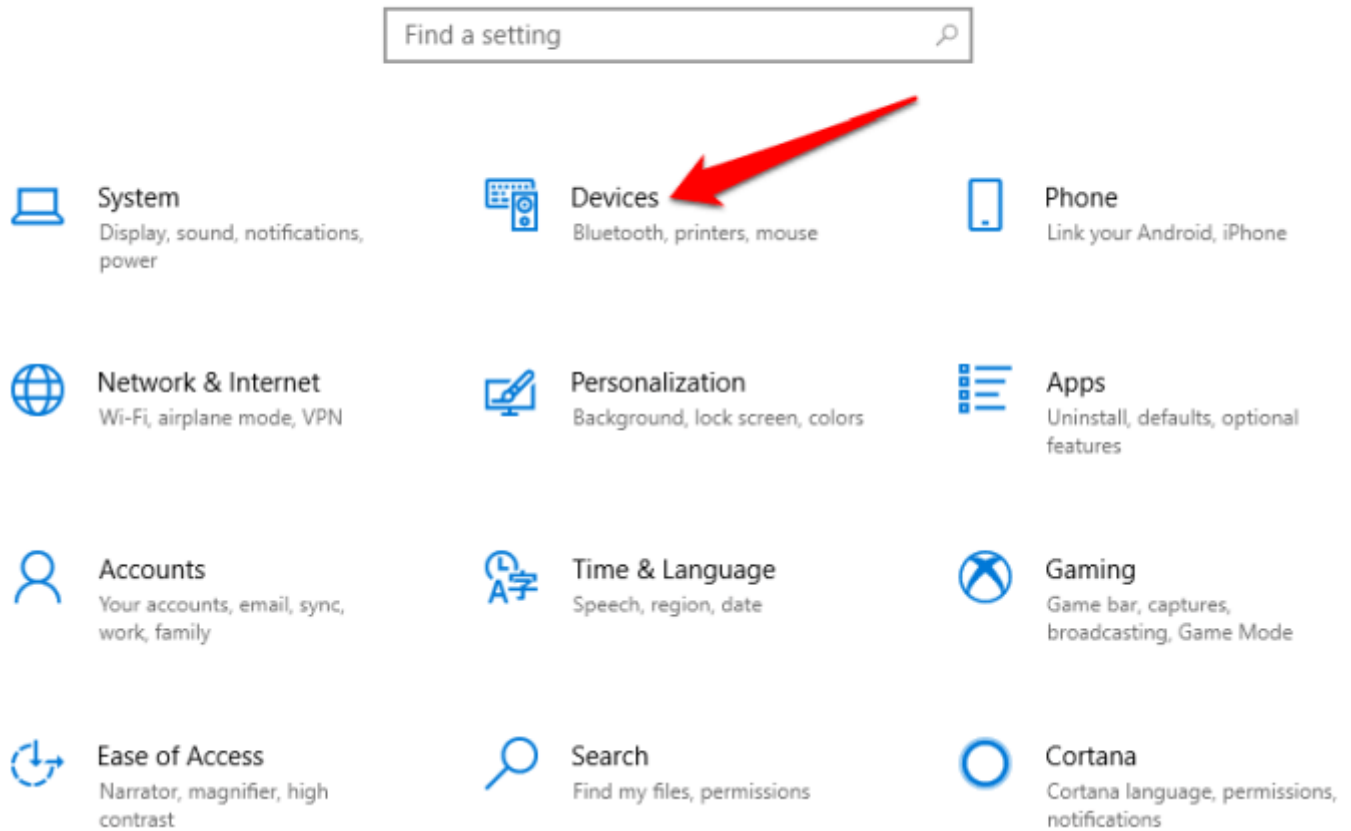 Find a setting
System
Display, sound, notifications,
power
Devices
Bluetooth, printers, mouse
Phone
Link your Android, iPhone
Network & Internet
Wi-Fi, airplane mode, VPN
Personalization
Background, lock screen, colors
Apps
Uninstall, defaults, optional
features
Accounts
Your accounts, email, sync,
work, family
A字
Time & Language
Speech, region, date
Gaming
Game bar, captures,
broadcasting, Game Mode
Ease of Access
Narrator, magnifier, high
contrast
Search
Find my files, permissions
Cortana
Cortana language, permissions,
notifications